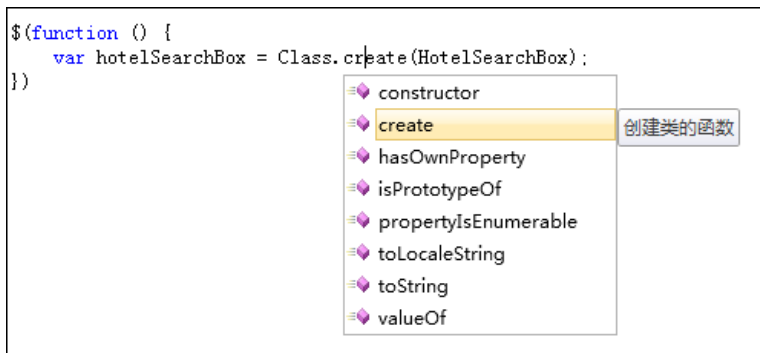 $(function () {
    var hotelSearchBox = Class.create(HotelSearchBox);
})
constructor
create
创建类的函数
hasOwnProperty
isPrototypeOf
propertyIsEnumerable
toLocaleString
toString
valueOf